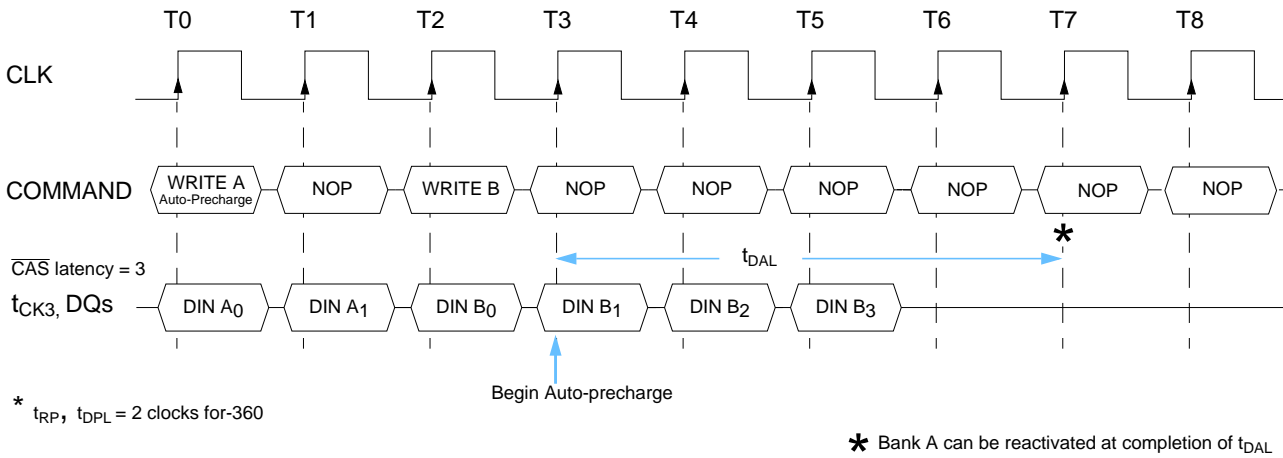 T0 T1 T2 T3 T4 T5 T6 T7 T8
CLK
COMMAND WRITE A Auto-Precharge NOP WRITE B NOP NOP NOP NOP NOP NOP
*
tDAL
CAS latency = 3
tCK3, DQs DIN A0 DIN A1 DIN B0 DIN B1 DIN B2 DIN B3
Begin Auto-precharge
* tRP, tDPL = 2 clocks for-360
* Bank A can be reactivated at completion of tDAL